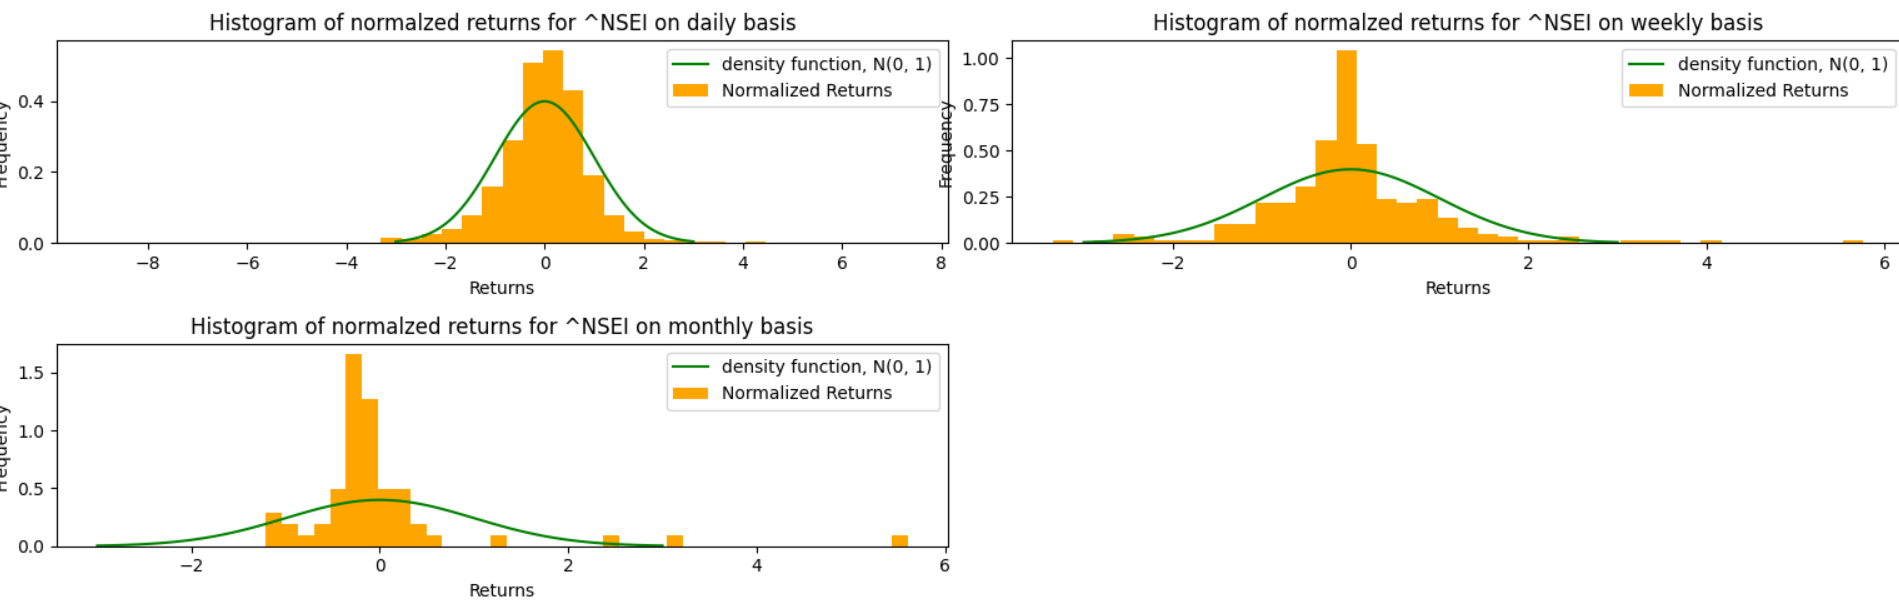 Histogram of normalzed returns for ^NSEI on daily basis
density function, N(0, 1)
Normalized Returns
Frequency
0.4
0.2
0.0
−8 −6 −4 −2 0 2 4 6 8
Returns
Histogram of normalzed returns for ^NSEI on weekly basis
density function, N(0, 1)
Normalized Returns
Frequency
1.00
0.75
0.50
0.25
0.00
−2 0 2 4 6
Returns
Histogram of normalzed returns for ^NSEI on monthly basis
density function, N(0, 1)
Normalized Returns
Frequency
1.5
1.0
0.5
0.0
−2 0 2 4 6
Returns